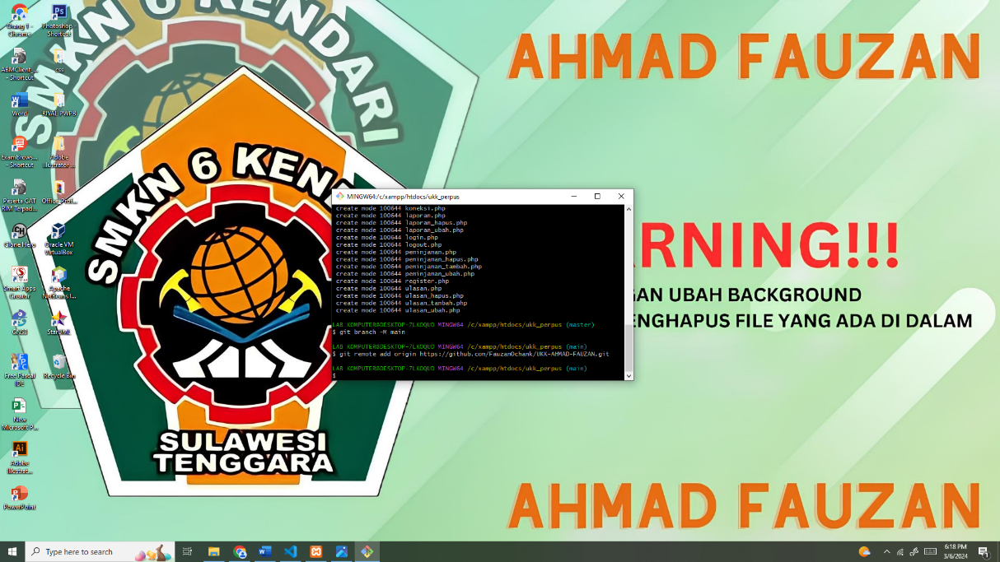 SMKN 6 KENDARI
SMKN 6 KEN
SULAWESI
TENGGARA
AHMAD FAUZAN
ARNING!!!
GAN UBAH BACKGROUND
ENGHAPUS FILE YANG ADA DI DALAM
AHMAD FAUZAN
Orang 1 -
Chrome
Photoshop -
Shortcut
ABMClient_...
- Shortcut
css
Word
RIVAL PWPB
ExamBrows...
- Shortcut
Adobe
Illustrator ...
Peserta CAT
RIM Terpad...
Office Prof...
Clone Hero
Oracle VM
VirtualBox
Smart Apps
Creator
Apache
NetBeans I...
GNS3
StarUML
Free Pascal
IDE
Recycle Bin
New
Microsoft P...
Adobe
Illustrat...
PowerPoint
MINGW64:/c/xampp/htdocs/ukk_perpus
create mode 100644 koneksi.php
create mode 100644 laporan.php
create mode 100644 laporan_hapus.php
create mode 100644 laporan_ubah.php
create mode 100644 login.php
create mode 100644 logout.php
create mode 100644 peminjaman.php
create mode 100644 peminjaman_hapus.php
create mode 100644 peminjaman_tambah.php
create mode 100644 peminjaman_ubah.php
create mode 100644 register.php
create mode 100644 ulasan.php
create mode 100644 ulasan_hapus.php
create mode 100644 ulasan_tambah.php
create mode 100644 ulasan_ubah.php
LAB KOMPUTER@DESKTOP-7LKDQUO MINGW64 /c/xampp/htdocs/ukk_perpus (master)
$ git branch -M main
LAB KOMPUTER@DESKTOP-7LKDQUO MINGW64 /c/xampp/htdocs/ukk_perpus (main)
$ git remote add origin https://github.com/FauzanOchank/UKK-AHMAD-FAUZAN.git
LAB KOMPUTER@DESKTOP-7LKDQUO MINGW64 /c/xampp/htdocs/ukk_perpus (main)
$
Type here to search
6:18 PM
3/6/2024
1